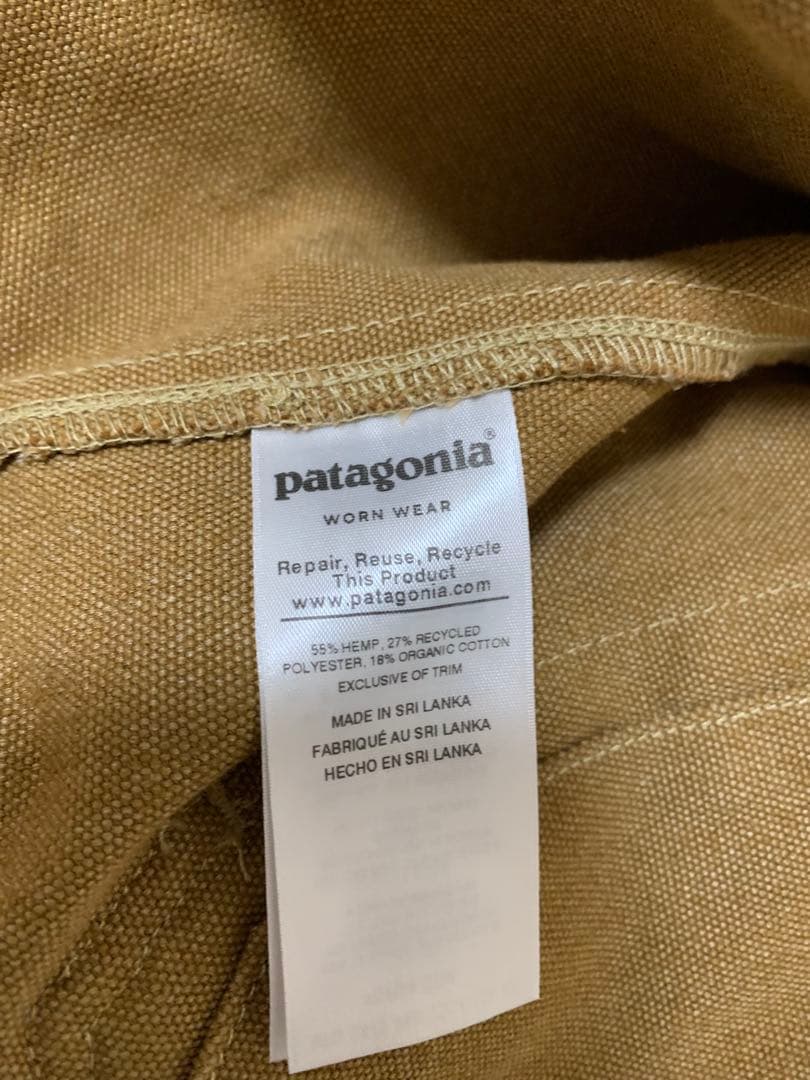 patagonia®
WORN WEAR
Repair, Reuse, Recycle
This Product
www.patagonia.com
55% HEMP, 27% RECYCLED
POLYESTER, 18% ORGANIC COTTON
EXCLUSIVE OF TRIM
MADE IN SRI LANKA
FABRIQUÉ AU SRI LANKA
HECHO EN SRI LANKA